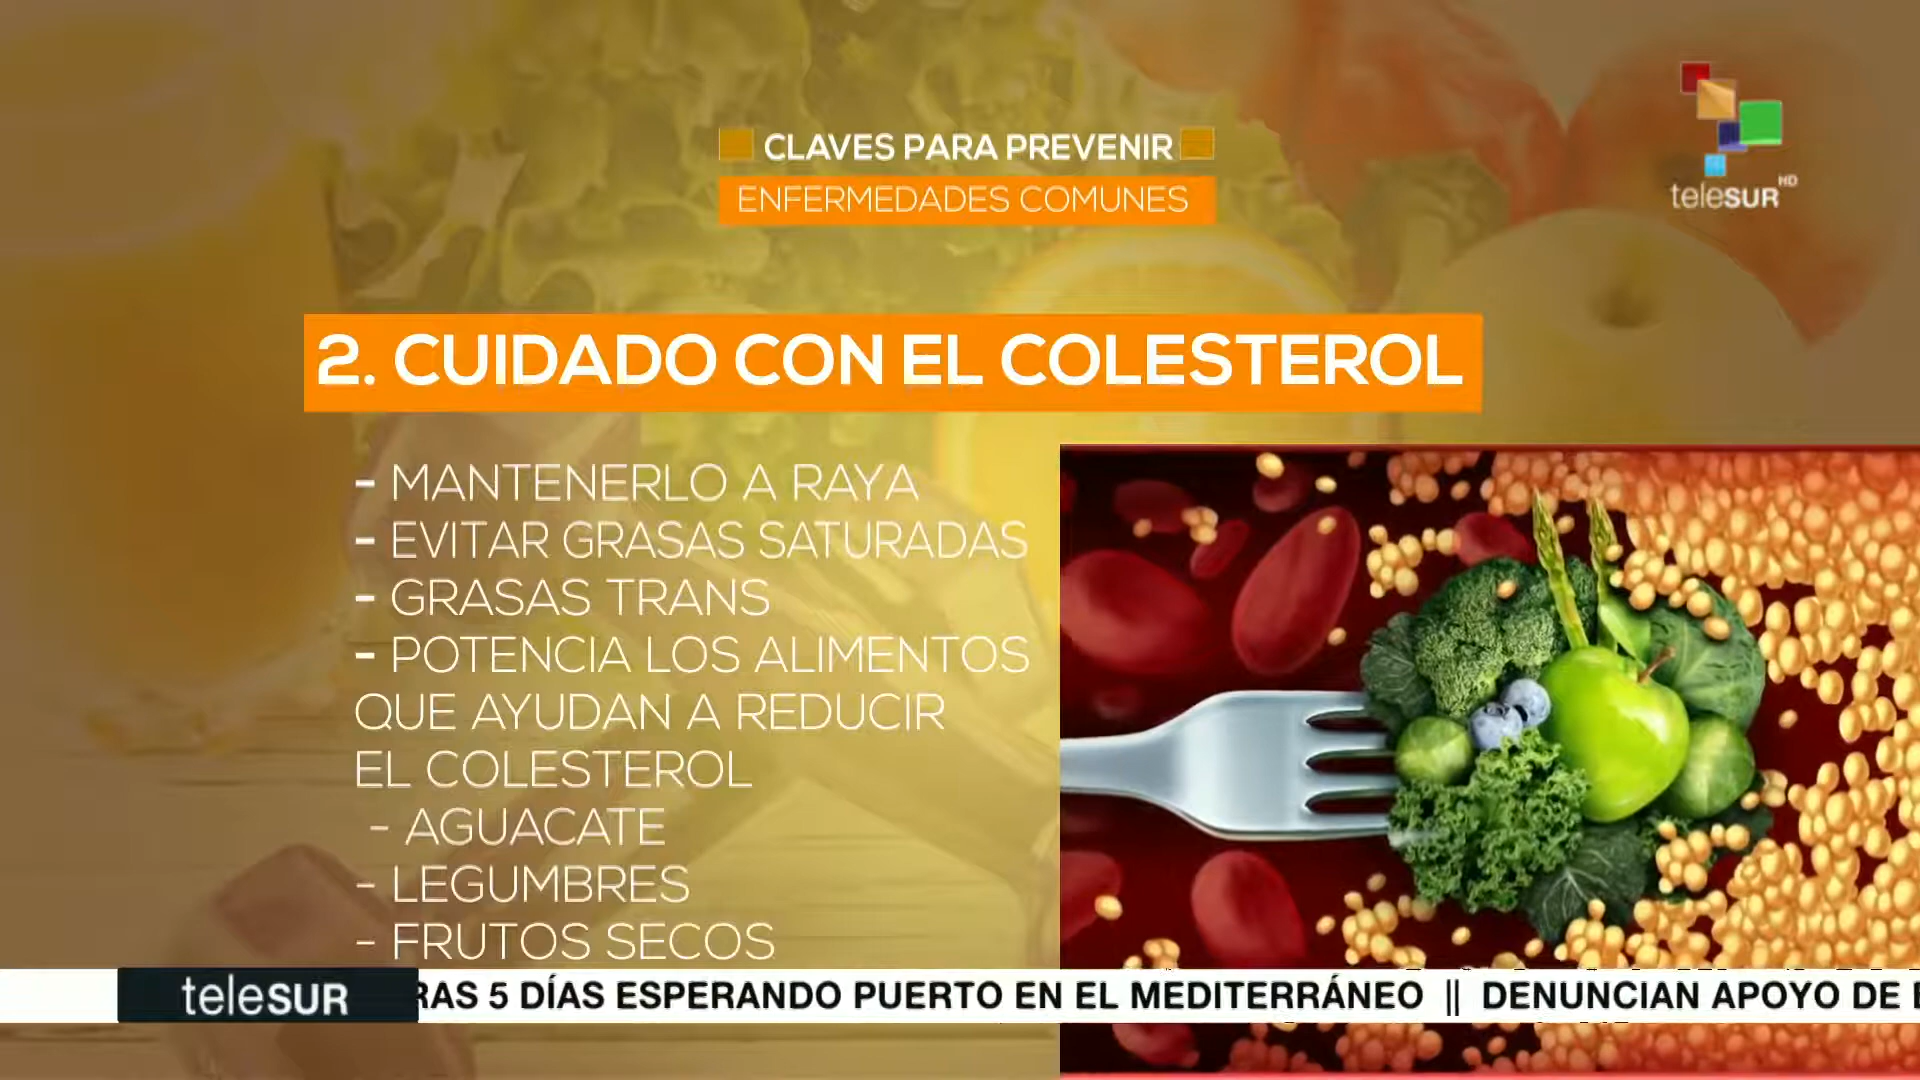 CLAVES PARA PREVENIR
ENFERMEDADES COMUNES
teleSUR HD
2. CUIDADO CON EL COLESTEROL
- MANTENERLO A RAYA
- EVITAR GRASAS SATURADAS
- GRASAS TRANS
- POTENCIA LOS ALIMENTOS
QUE AYUDAN A REDUCIR
EL COLESTEROL
- AGUACATE
- LEGUMBRES
- FRUTOS SECOS
teleSUR
RAS 5 DÍAS ESPERANDO PUERTO EN EL MEDITERRÁNEO || DENUNCIAN APOYO DE